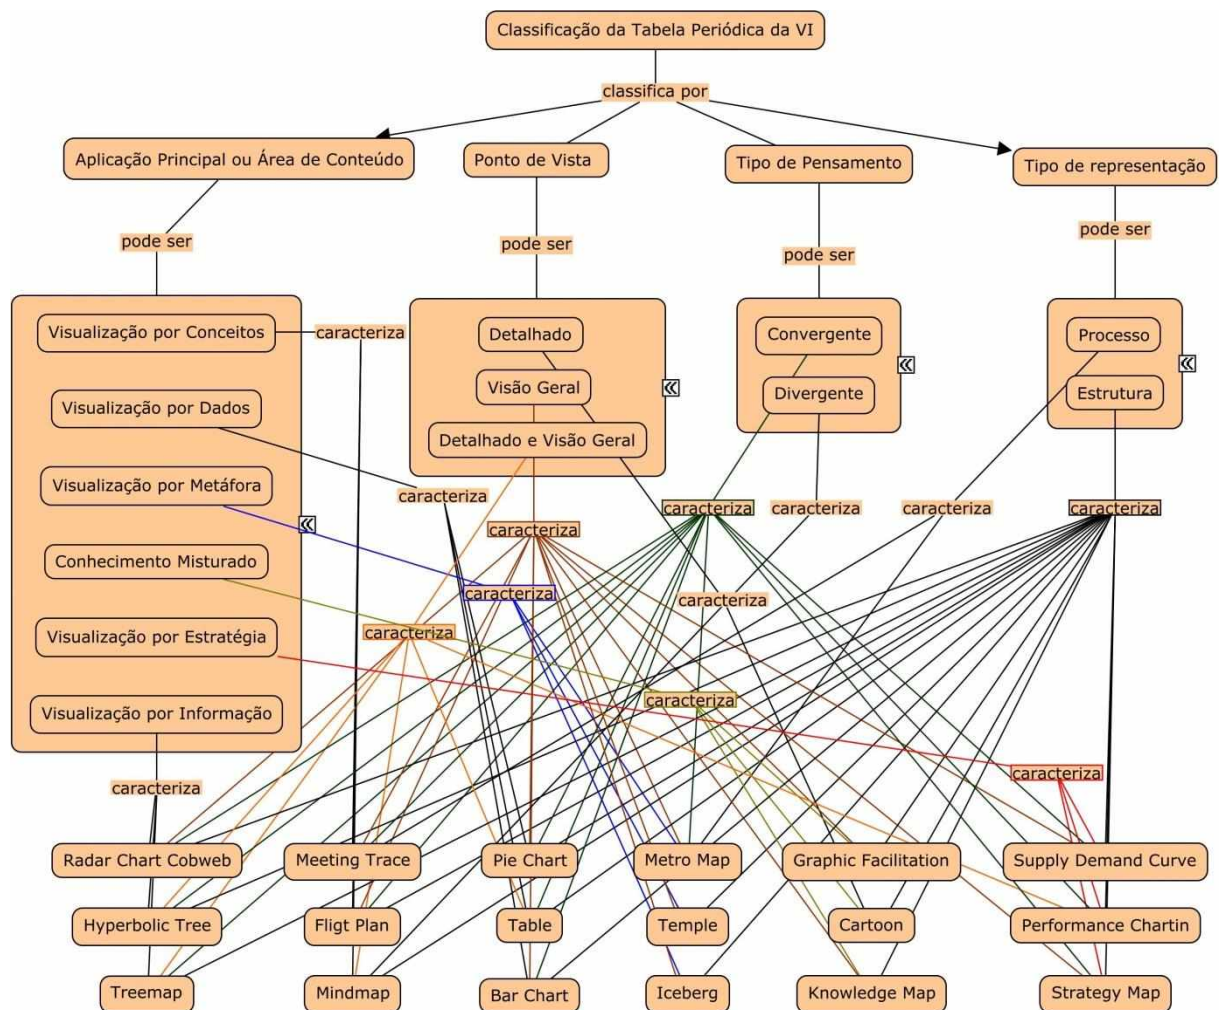 Classificação da Tabela Periódica da VI
classifica por
Aplicação Principal ou Área de Conteúdo
Ponto de Vista
Tipo de Pensamento
Tipo de representação
pode ser
pode ser
pode ser
pode ser
Visualização por Conceitos
caracteriza
Visualização por Dados
Visualização por Metáfora
Conhecimento Misturado
Visualização por Estratégia
Visualização por Informação
Detalhado
Visão Geral
Detalhado e Visão Geral
Convergente
Divergente
Processo
Estrutura
caracteriza
caracteriza
caracteriza
caracteriza
caracteriza
caracteriza
caracteriza
caracteriza
caracteriza
caracteriza
caracteriza
caracteriza
Radar Chart Cobweb
Meeting Trace
Pie Chart
Metro Map
Graphic Facilitation
Supply Demand Curve
Hyperbolic Tree
Fligt Plan
Table
Temple
Cartoon
Performance Chartin
Treemap
Mindmap
Bar Chart
Iceberg
Knowledge Map
Strategy Map